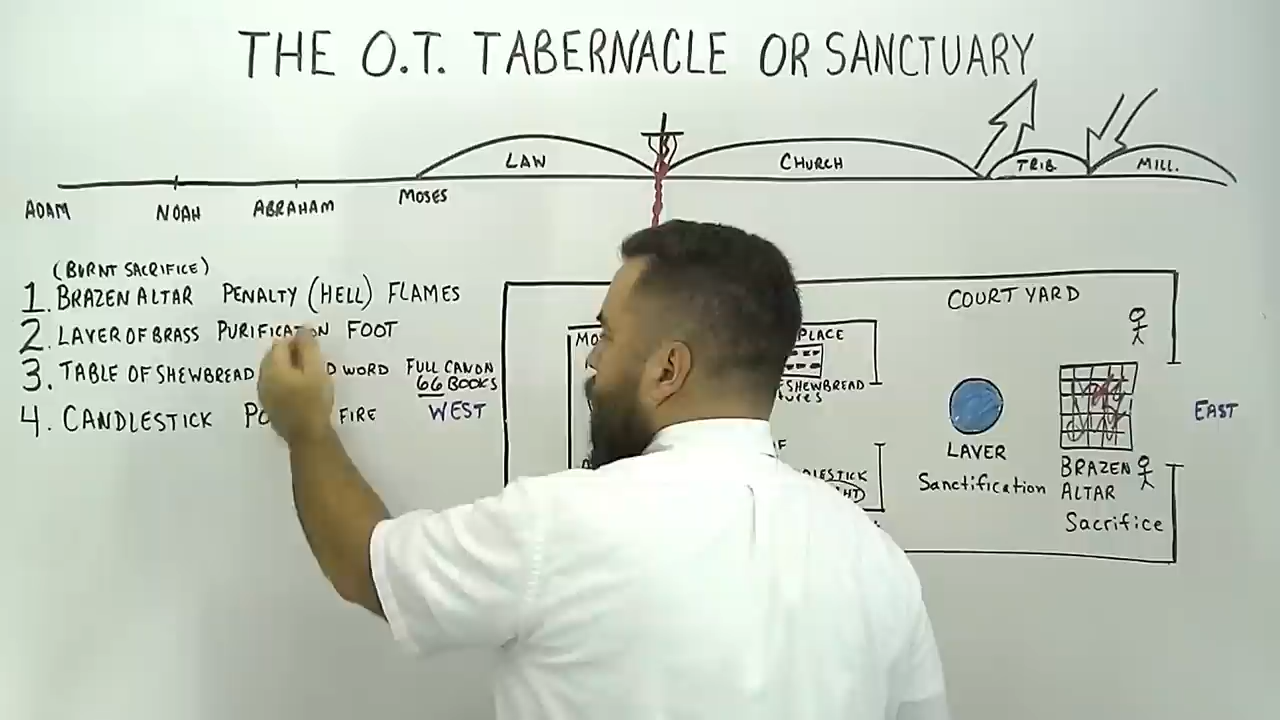 THE O.T. TABERNACLE OR SANCTUARY
LAW
CHURCH
TRIB
MILL.
ADAM
NOAH
ABRAHAM
MOSES
(BURNT SACRIFICE)
1. BRAZEN ALTAR PENALTY (HELL) FLAMES
2. LAVER OF BRASS PURIFICATION FOOT
3. TABLE OF SHEWBREAD WORD FULL CANON
66 BOOKS
4. CANDLESTICK FIRE
WEST
PLACE
SHEWBREAD
COURT YARD
LAVER
Sanctification
BRAZEN
ALTAR
Sacrifice
EAST